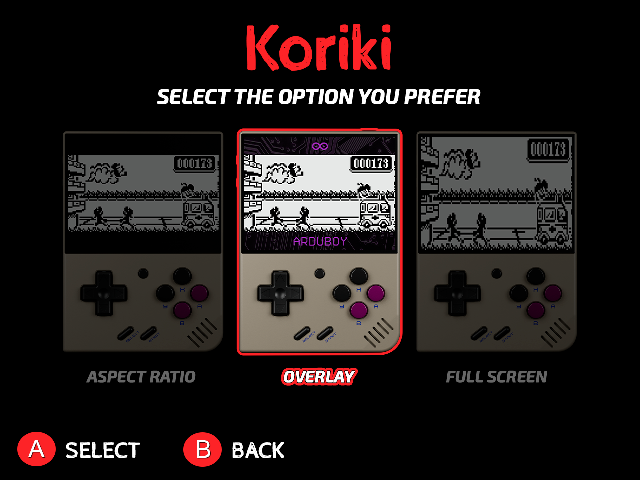 Koriki
SELECT THE OPTION YOU PREFER
000173
000173
000173
ARDUBOY
ASPECT RATIO
OVERLAY
FULL SCREEN
A SELECT
B BACK